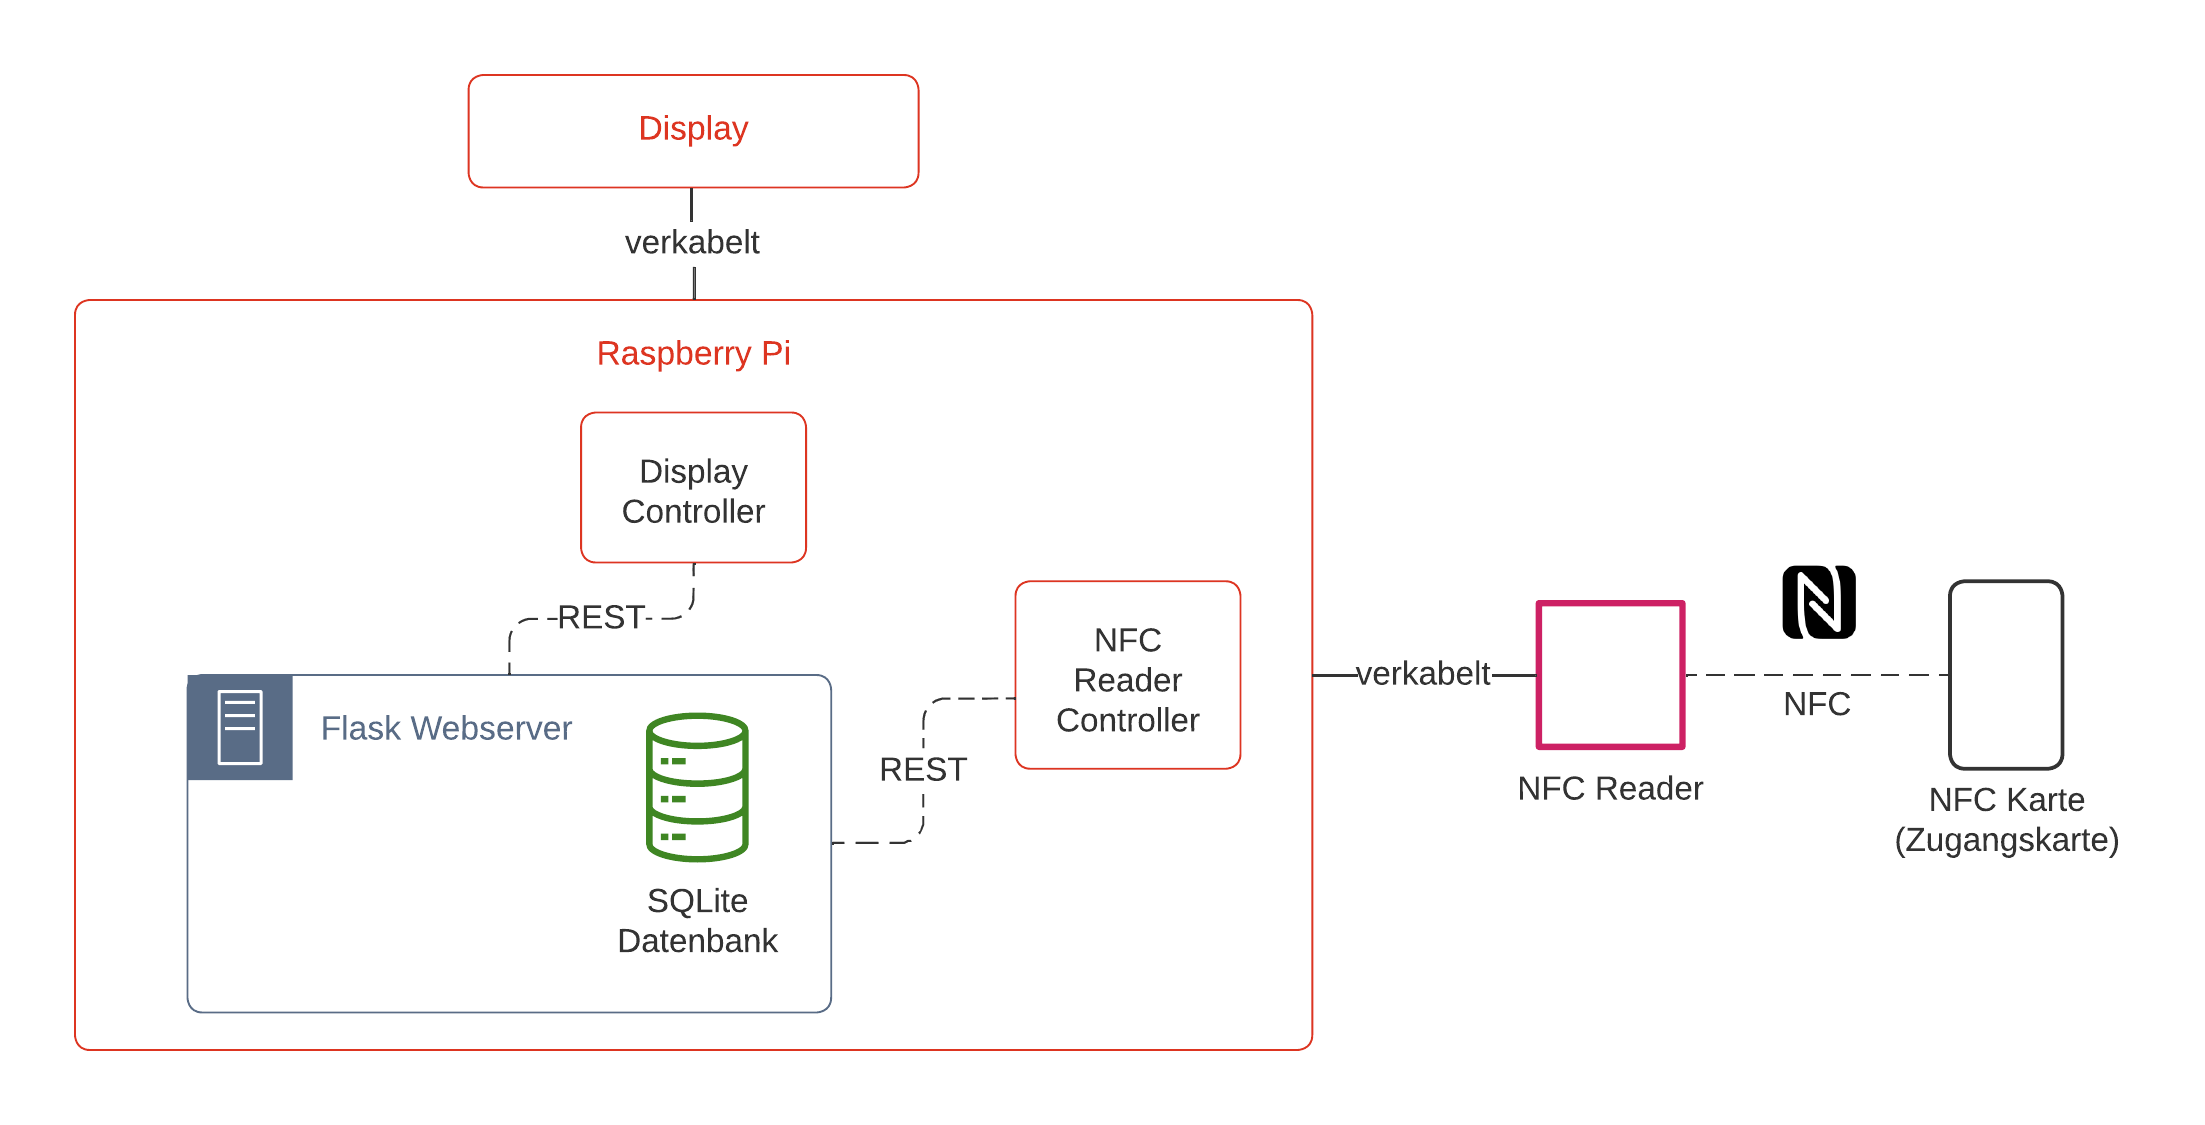 Display
verkabelt
Raspberry Pi
Display
Controller
REST
Flask Webserver
SQLite
Datenbank
REST
NFC
Reader
Controller
verkabelt
NFC Reader
NFC
NFC Karte
(Zugangskarte)